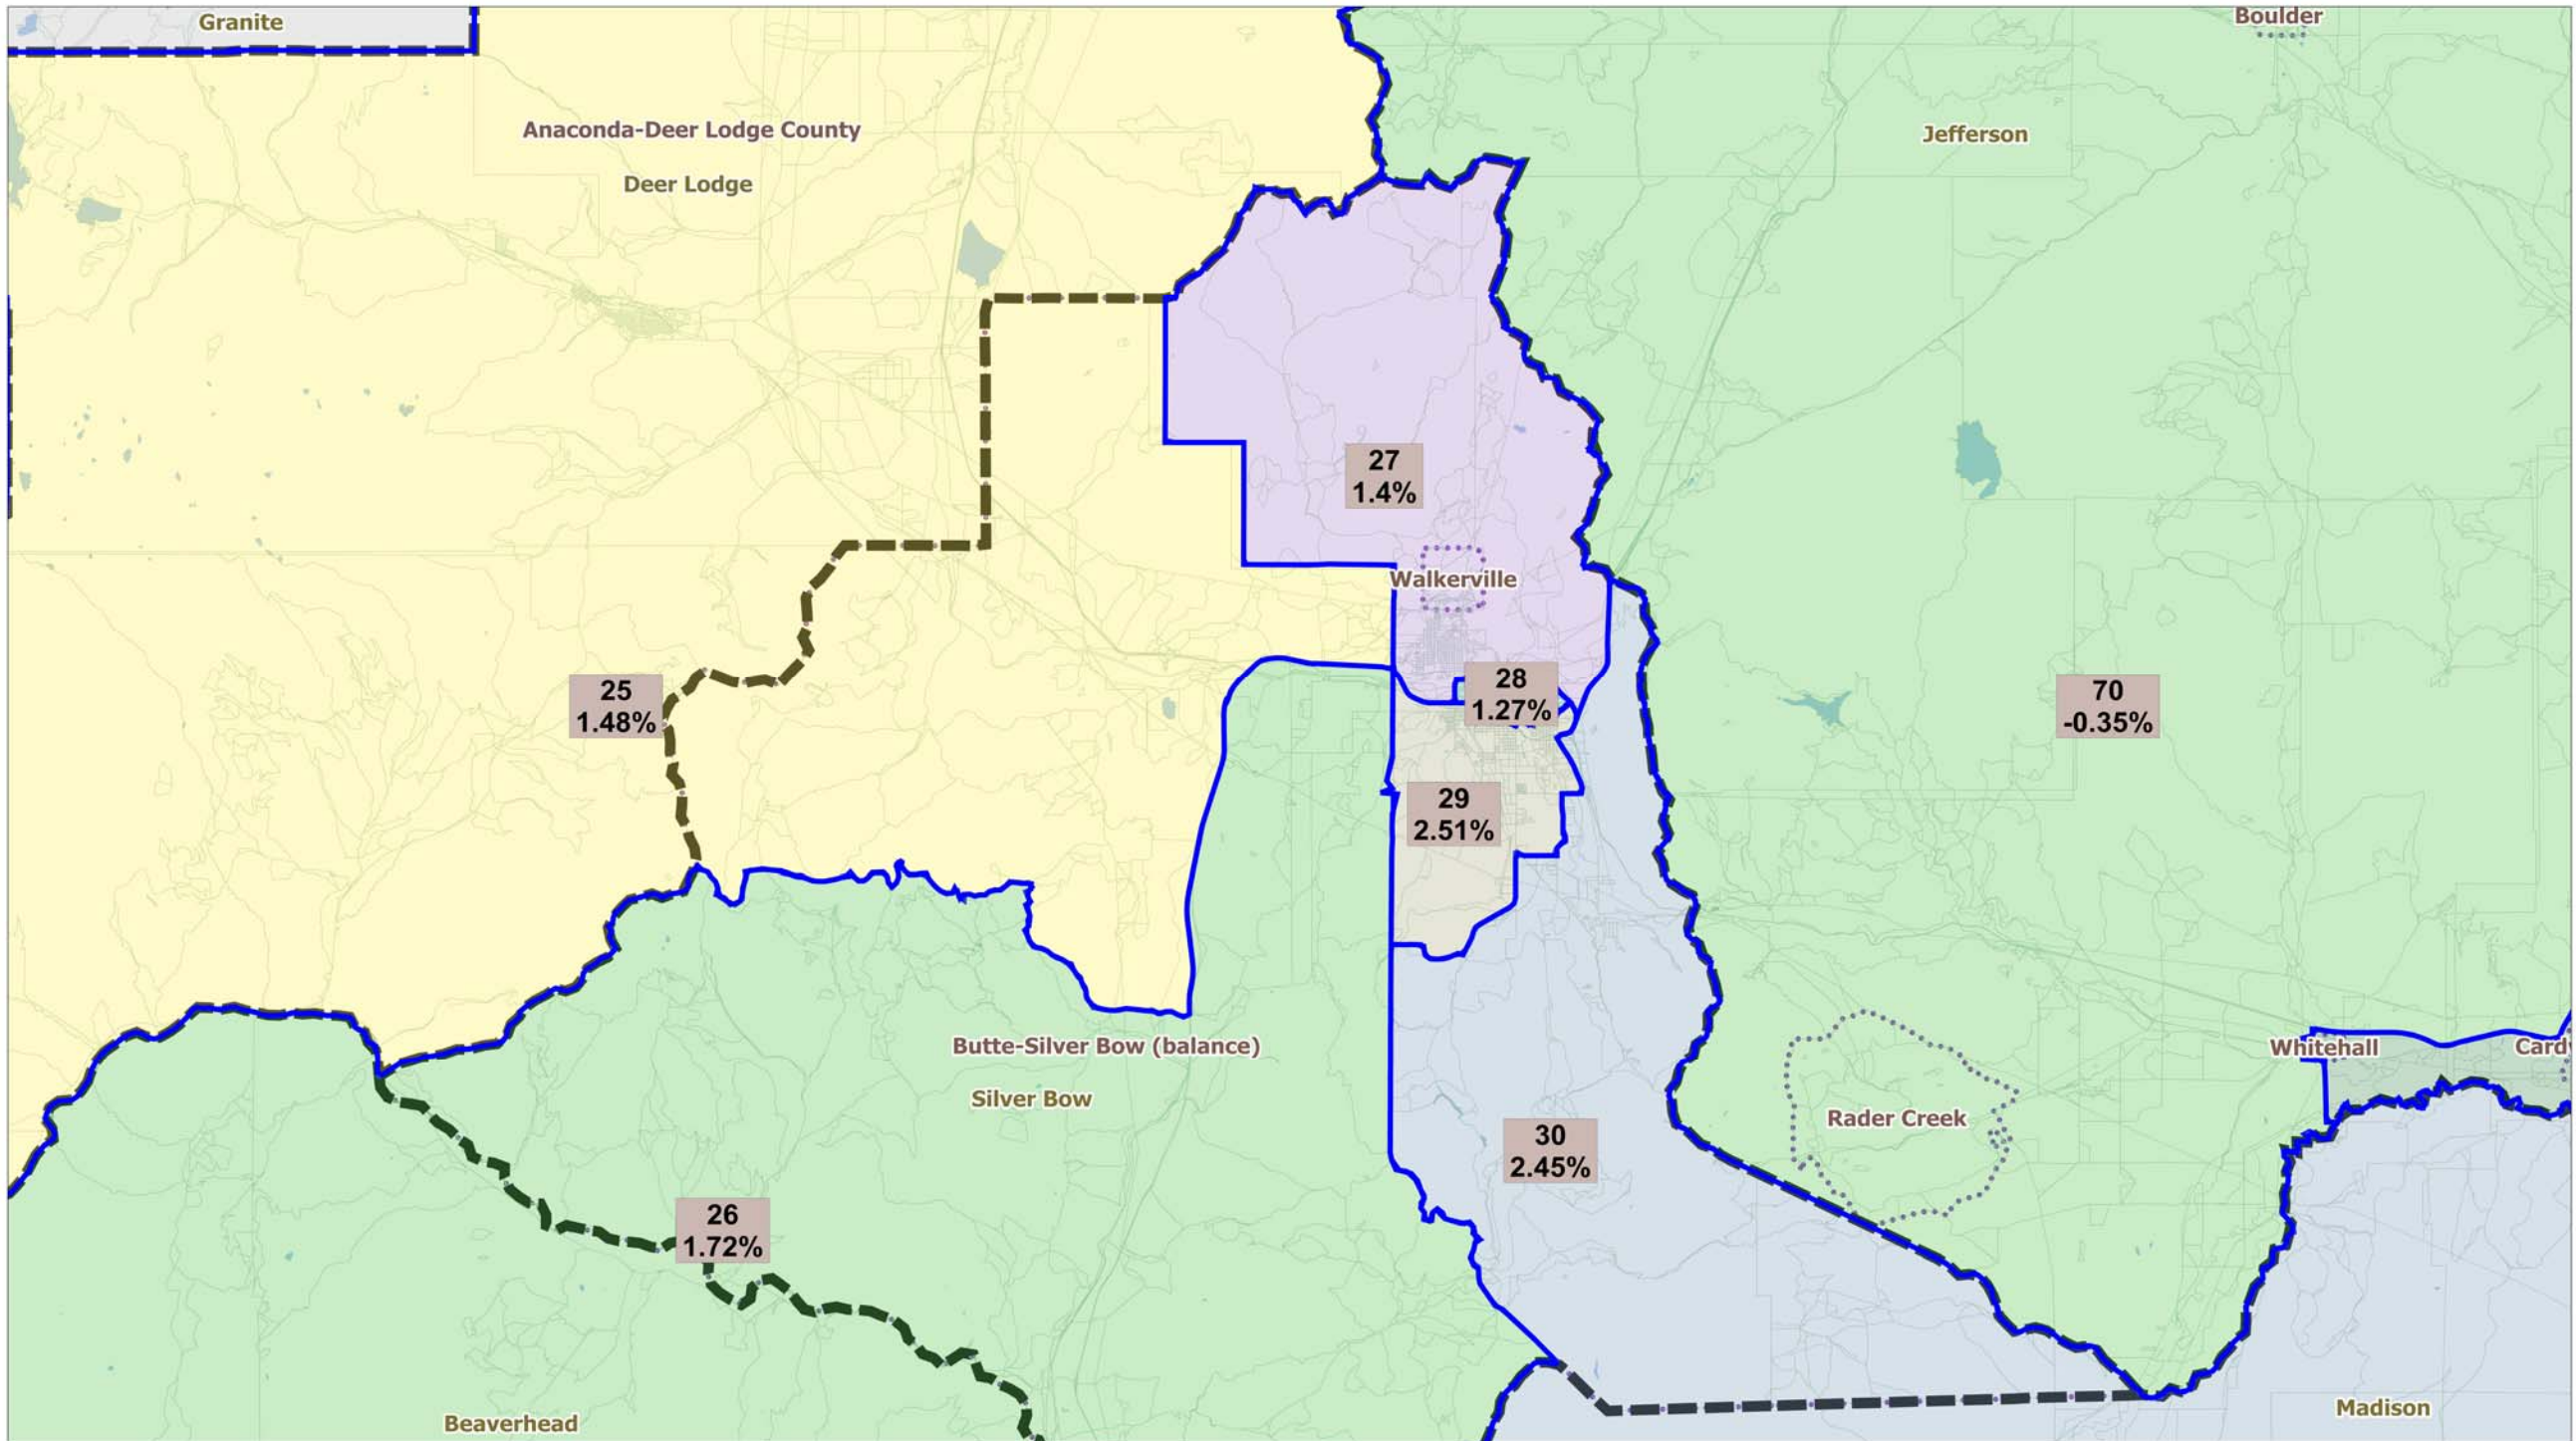 Granite
Boulder
Anaconda-Deer Lodge County
Jefferson
Deer Lodge
27
1.4%
Walkerville
28
1.27%
25
1.48%
70
-0.35%
29
2.51%
Butte-Silver Bow (balance)
Whitehall
Card
Silver Bow
Rader Creek
30
2.45%
26
1.72%
Beaverhead
Madison